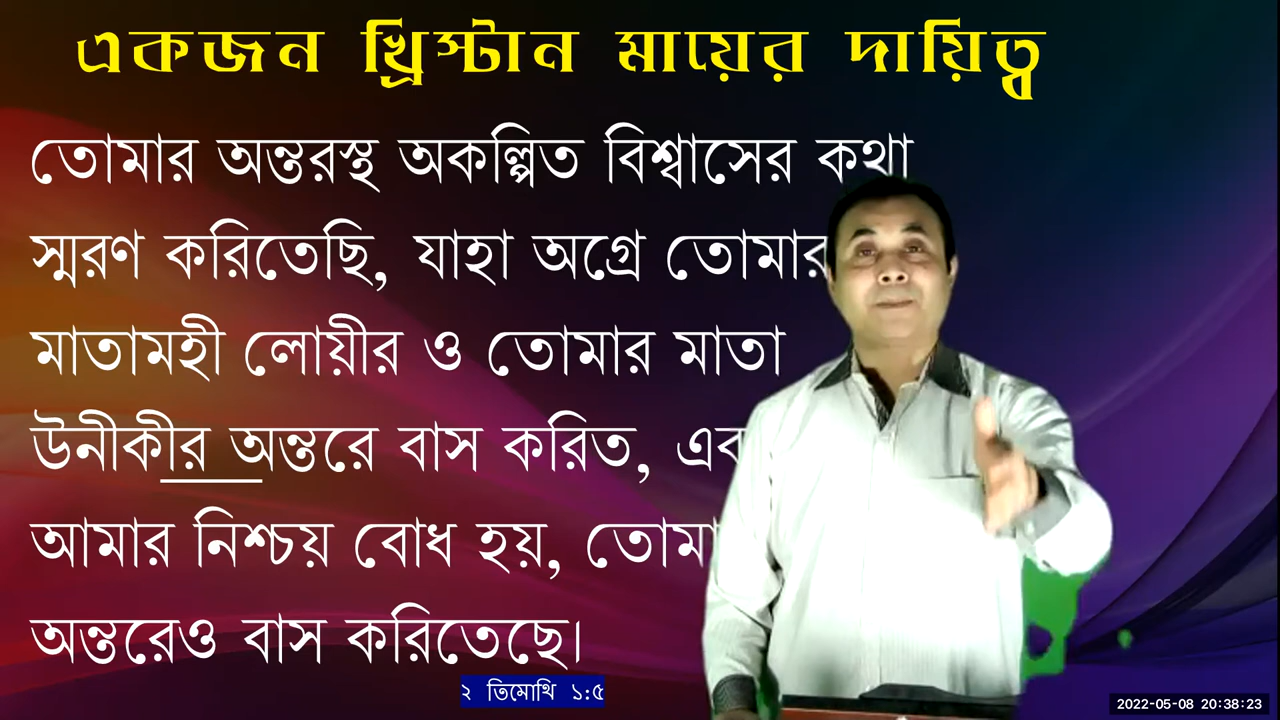 একজন খ্রিস্টান মায়ের দায়িত্ব
তোমার অন্তরস্থ অকল্পিত বিশ্বাসের কথা
স্মরণ করিতেছি, যাহা অগ্রে তোমার
মাতামহী লোয়ীর ও তোমার মাতা
উনীকীর অন্তরে বাস করিত,
আমার নিশ্চয় বোধ হয়,
অন্তরেও বাস করিতেছে।
২ তিমোথি ১:৫
2022-05-08 20:38:23